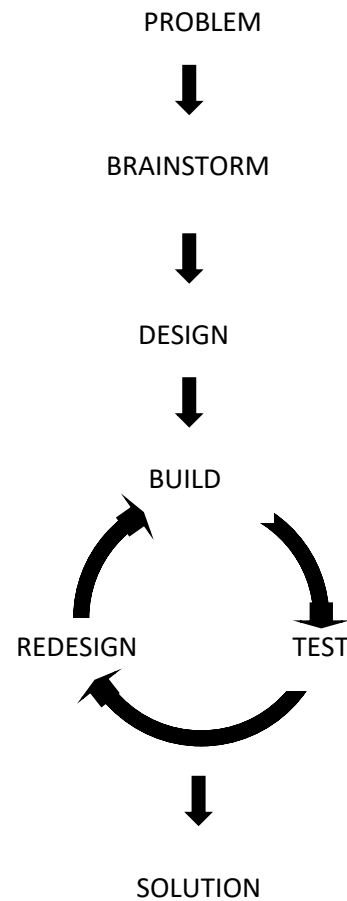 PROBLEM
BRAINSTORM
DESIGN
BUILD
REDESIGN
TEST
SOLUTION